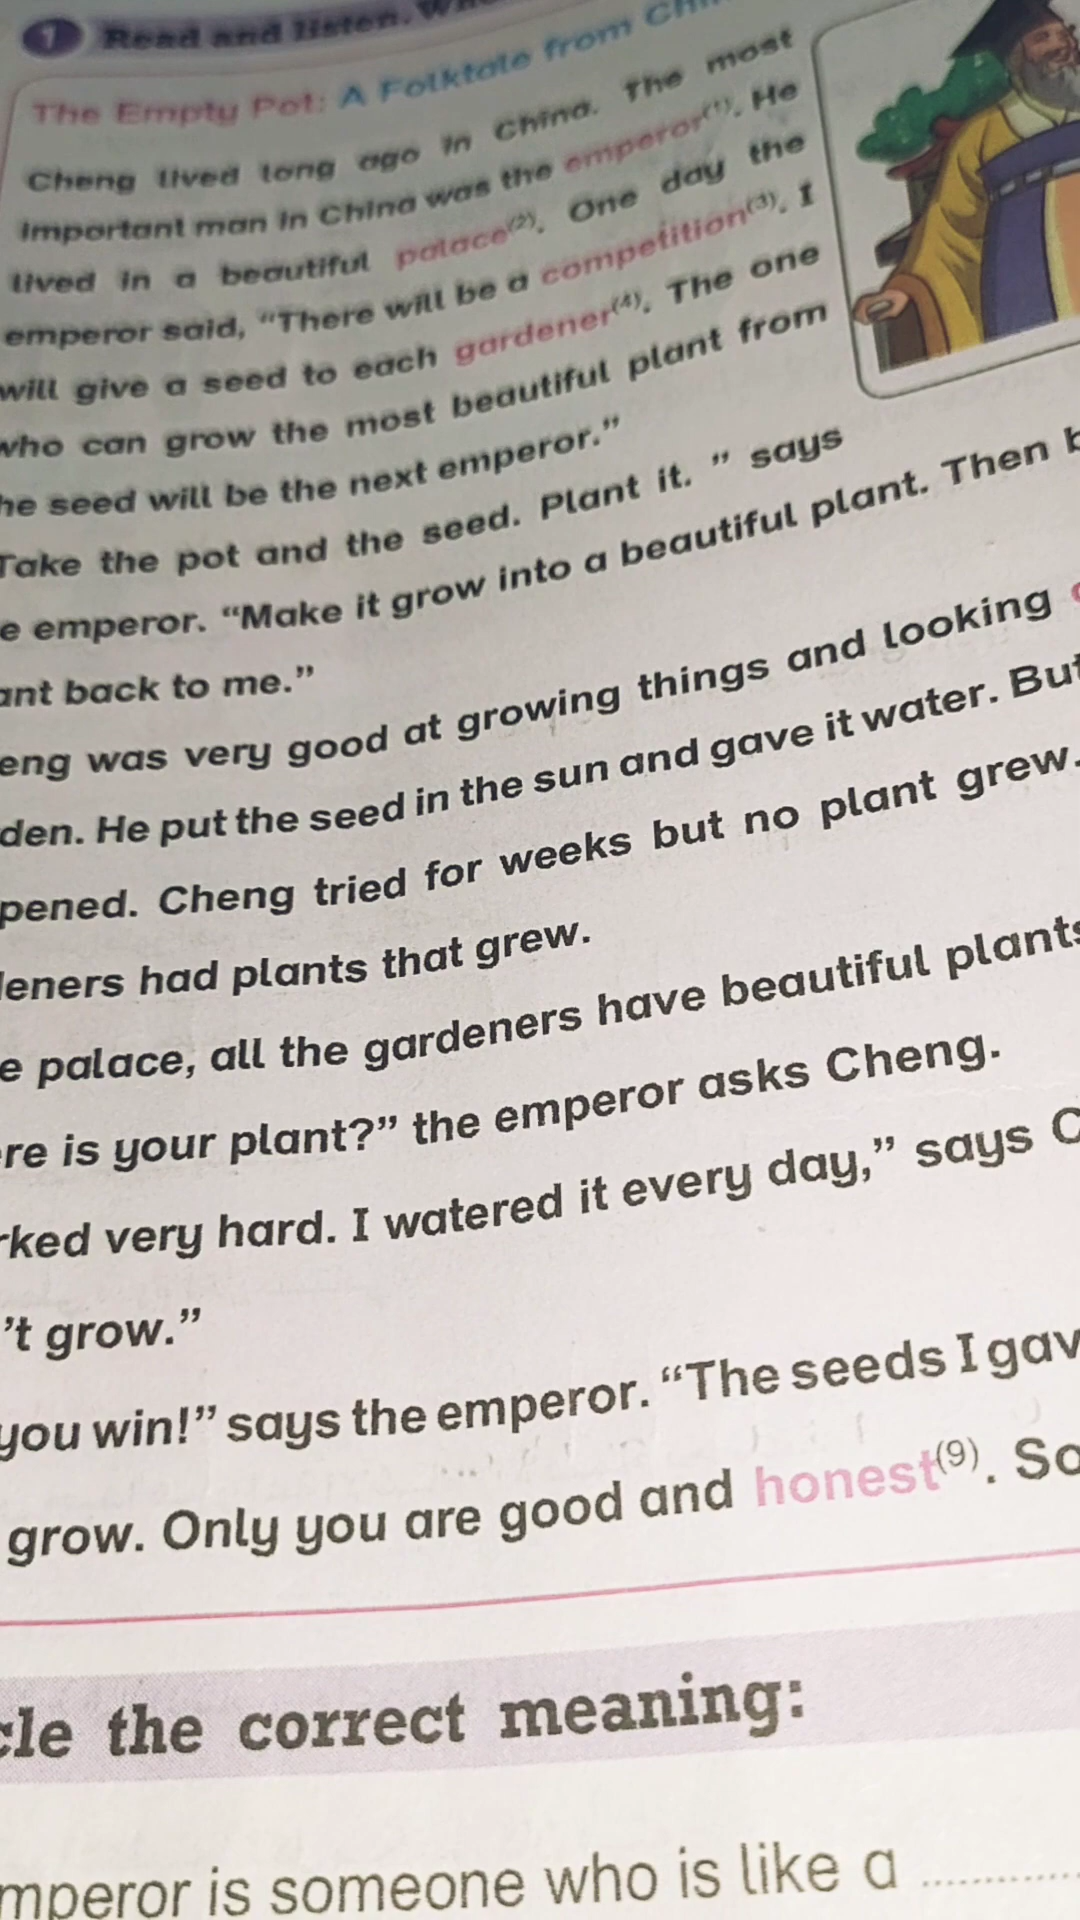 1 Read and listen.
The Empty Pot: A Folktale from
Cheng lived long ago in China. The most
important man in China was the emperor(1). He
lived in a beautiful palace(2). One day the
emperor said, “There will be a competition(3). I
will give a seed to each gardener(4). The one
who can grow the most beautiful plant from
he seed will be the next emperor.”
Take the pot and the seed. Plant it. ” says
e emperor. “Make it grow into a beautiful plant. Then
ant back to me.”
eng was very good at growing things and looking
den. He put the seed in the sun and gave it water. But
pened. Cheng tried for weeks but no plant grew.
eners had plants that grew.
e palace, all the gardeners have beautiful plants
re is your plant?” the emperor asks Cheng.
rked very hard. I watered it every day,” says C
’t grow.”
you win!” says the emperor. “The seeds I gav
grow. Only you are good and honest(9). So
cle the correct meaning:
mperor is someone who is like a ..........